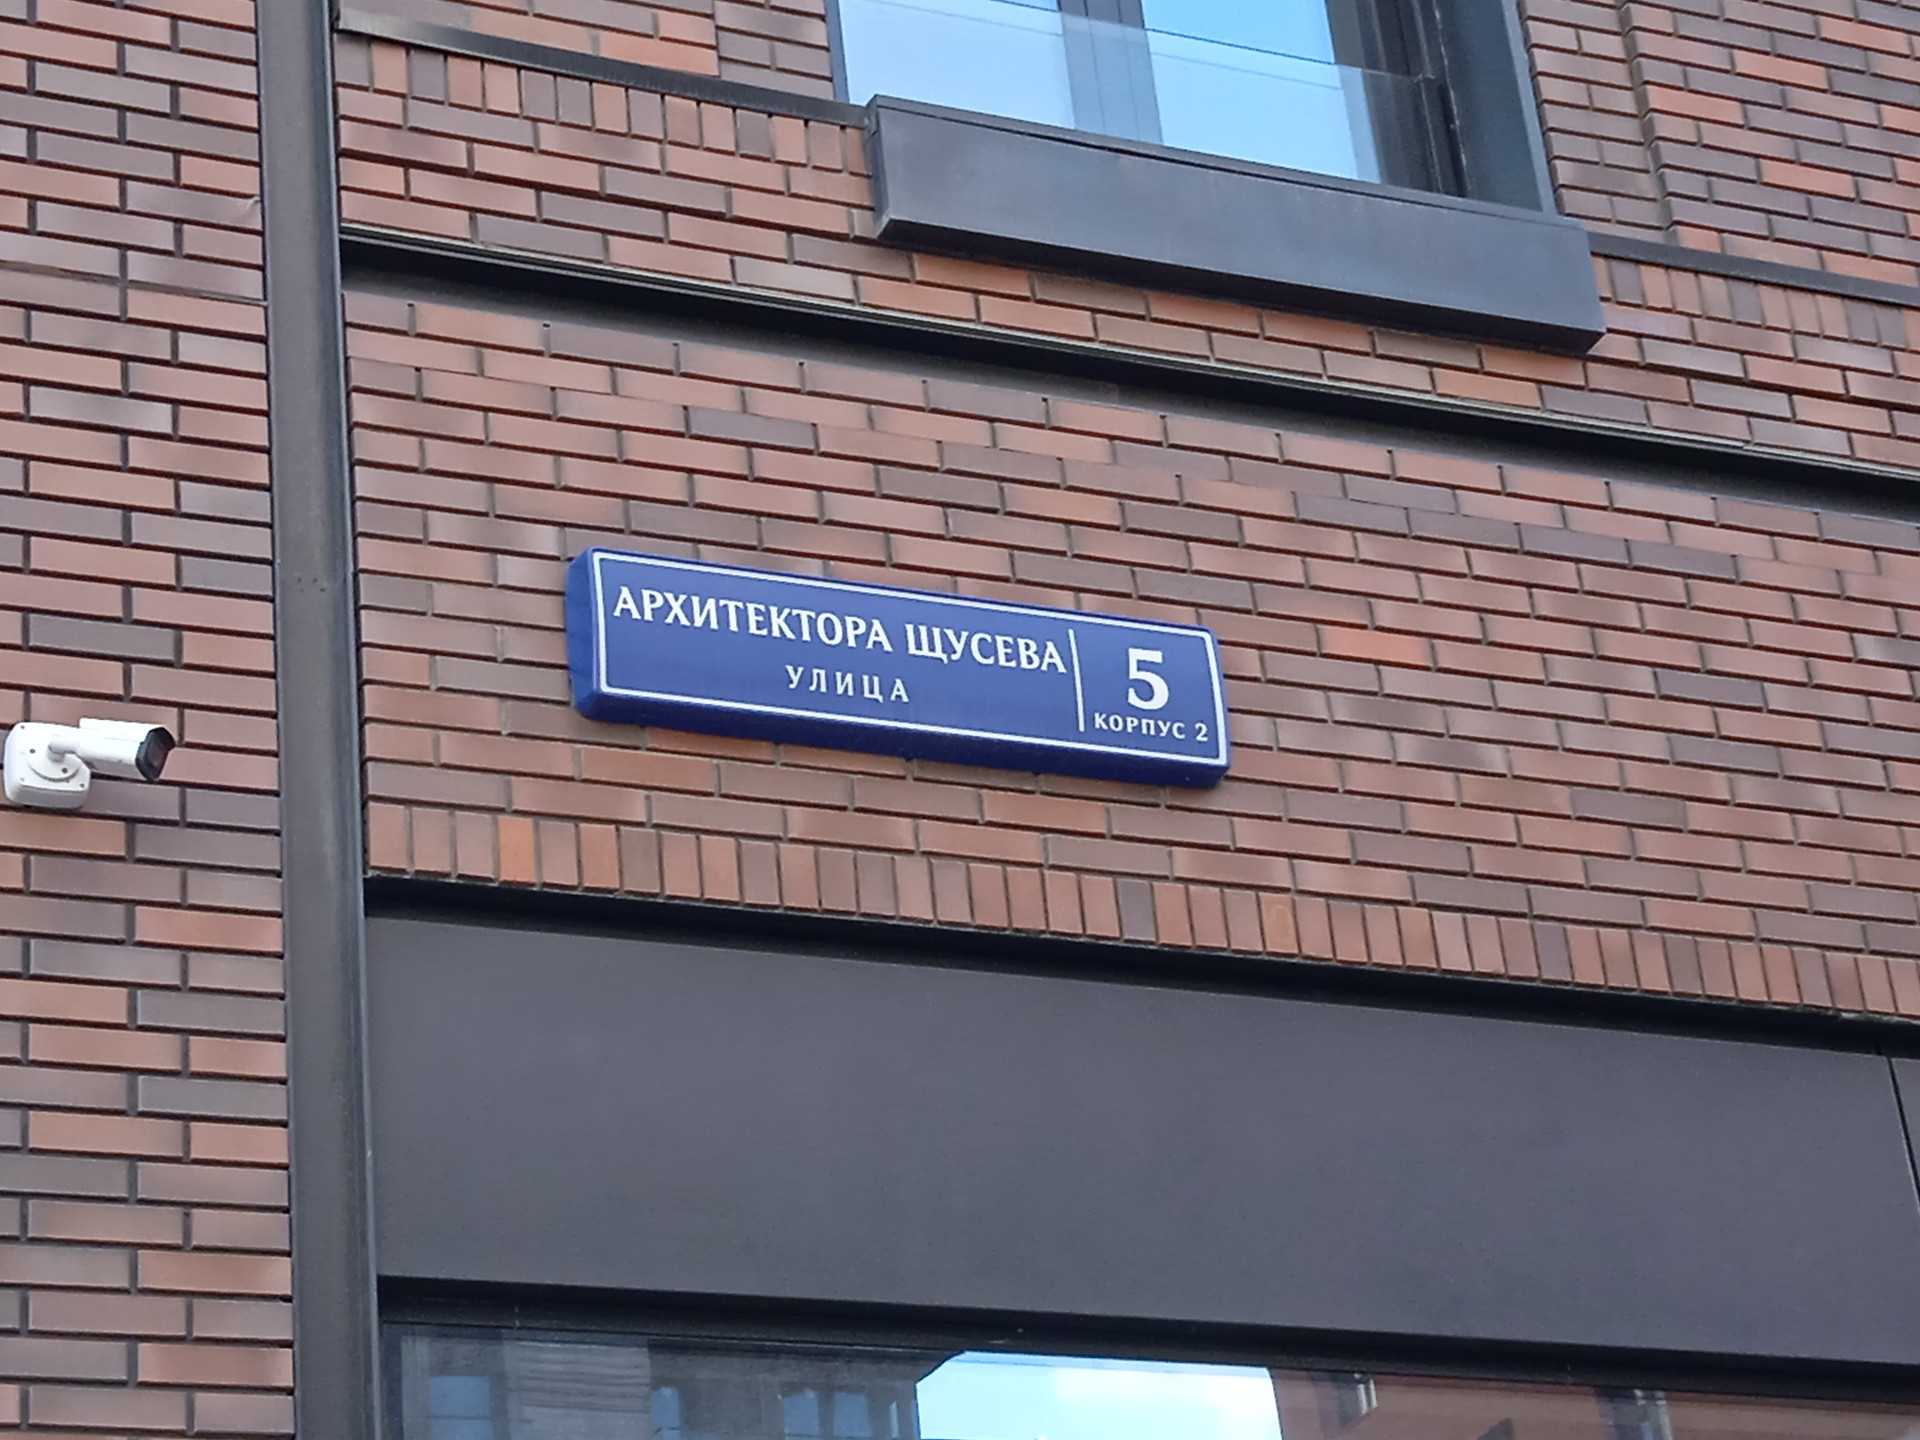 АРХИТЕКТОРА ЩУСЕВА
УЛИЦА
5
КОРПУС 2